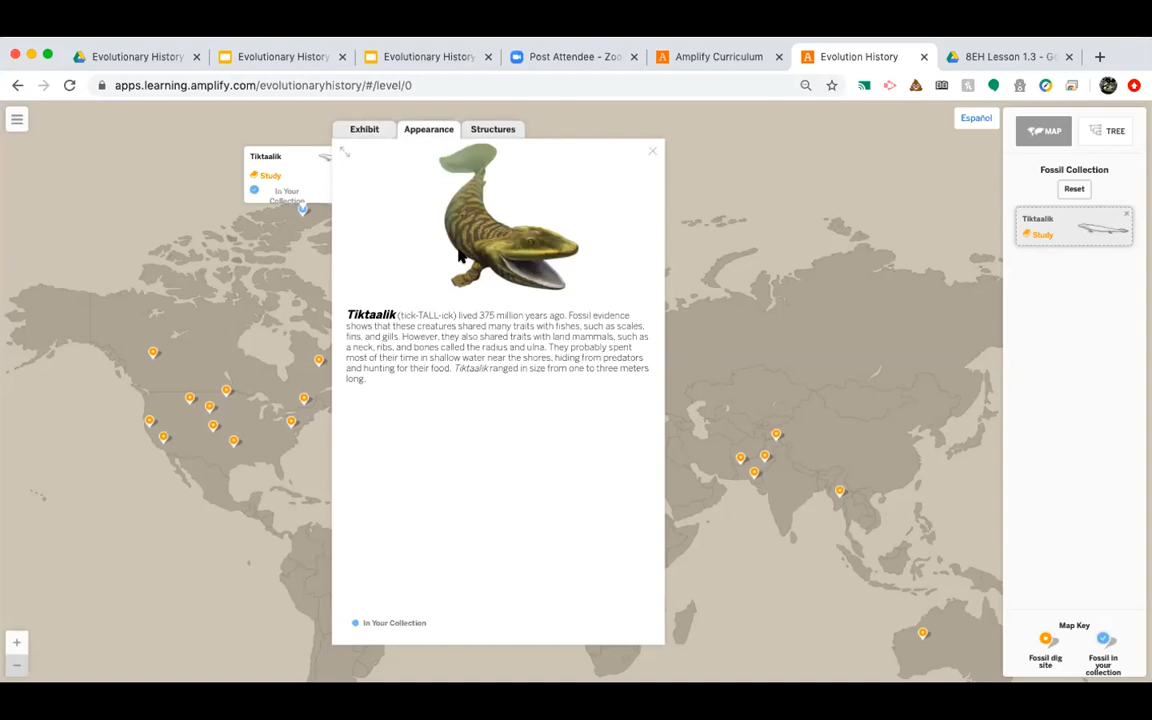 Evolutionary History
Evolutionary History
Evolutionary History
Post Attendee - Zoo
Amplify Curriculum
Evolution History
8EH Lesson 1.3 - Go
apps.learning.amplify.com/evolutionaryhistory/#/level/0
Español
MAP
TREE
Fossil Collection
Reset
Tiktaalik
Study
Exhibit
Appearance
Structures
Tiktaalik
Study
In Your
Collection
Tiktaalik (tick-TALL-ick) lived 375 million years ago. Fossil evidence
shows that these creatures shared many traits with fishes, such as scales,
fins, and gills. However, they also shared traits with land mammals, such as
a neck, ribs, and bones called the radius and ulna. They probably spent
most of their time in shallow water near the shores, hiding from predators
and hunting for their food. Tiktaalik ranged in size from one to three meters
long.
In Your Collection
Map Key
Fossil dig
site
Fossil in
your
collection